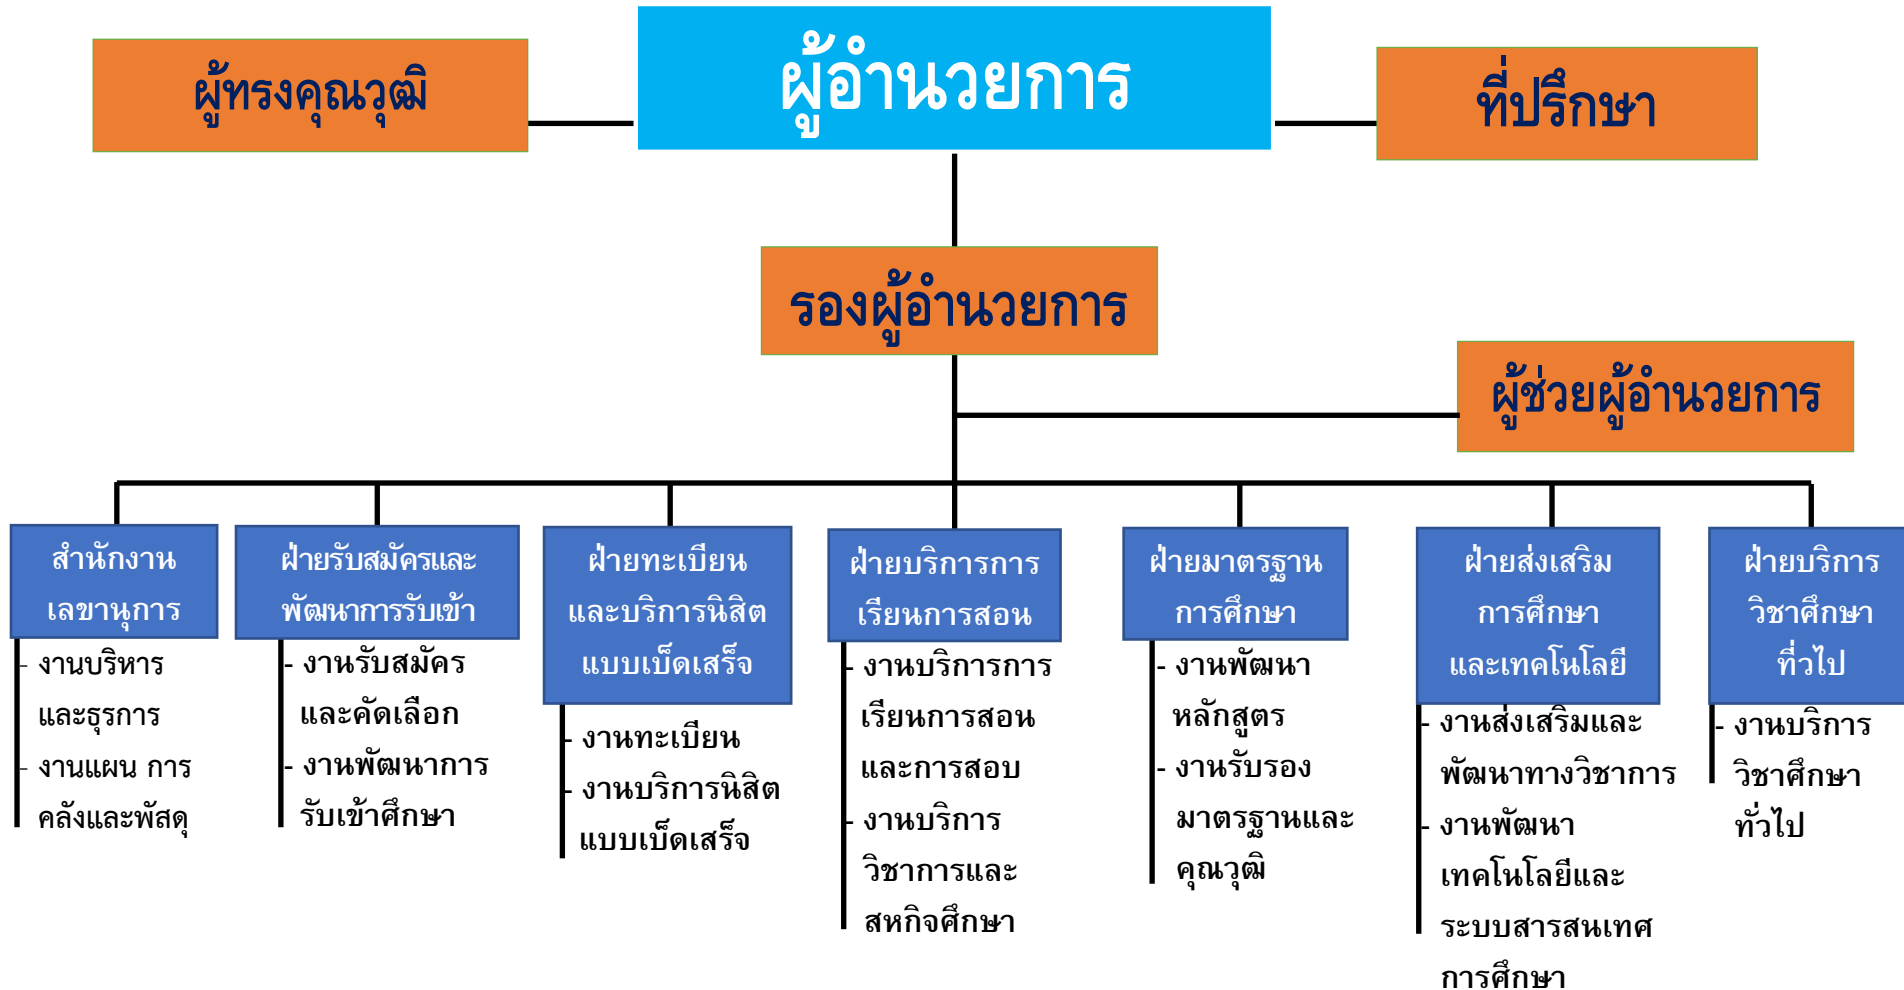 ผู้อำนวยการ
ผู้ทรงคุณวุฒิ
ที่ปรึกษา
รองผู้อำนวยการ
ผู้ช่วยผู้อำนวยการ
สำนักงาน
เลขานุการ
- งานบริหาร
และธุรการ
- งานแผน การ
คลังและพัสดุ
ฝ่ายรับสมัครและ
พัฒนาการรับเข้า
- งานรับสมัคร
และคัดเลือก
- งานพัฒนาการ
รับเข้าศึกษา
ฝ่ายทะเบียน
และบริการนิสิต
แบบเบ็ดเสร็จ
- งานทะเบียน
- งานบริการนิสิต
แบบเบ็ดเสร็จ
ฝ่ายบริการการ
เรียนการสอน
- งานบริการการ
เรียนการสอน
และการสอบ
- งานบริการ
วิชาการและ
สหกิจศึกษา
ฝ่ายมาตรฐาน
การศึกษา
- งานพัฒนา
หลักสูตร
- งานรับรอง
มาตรฐานและ
คุณวุฒิ
ฝ่ายส่งเสริม
การศึกษา
และเทคโนโลยี
- งานส่งเสริมและ
พัฒนาทางวิชาการ
- งานพัฒนา
เทคโนโลยีและ
ระบบสารสนเทศ
การศึกษา
ฝ่ายบริการ
วิชาศึกษา
ทั่วไป
- งานบริการ
วิชาศึกษา
ทั่วไป